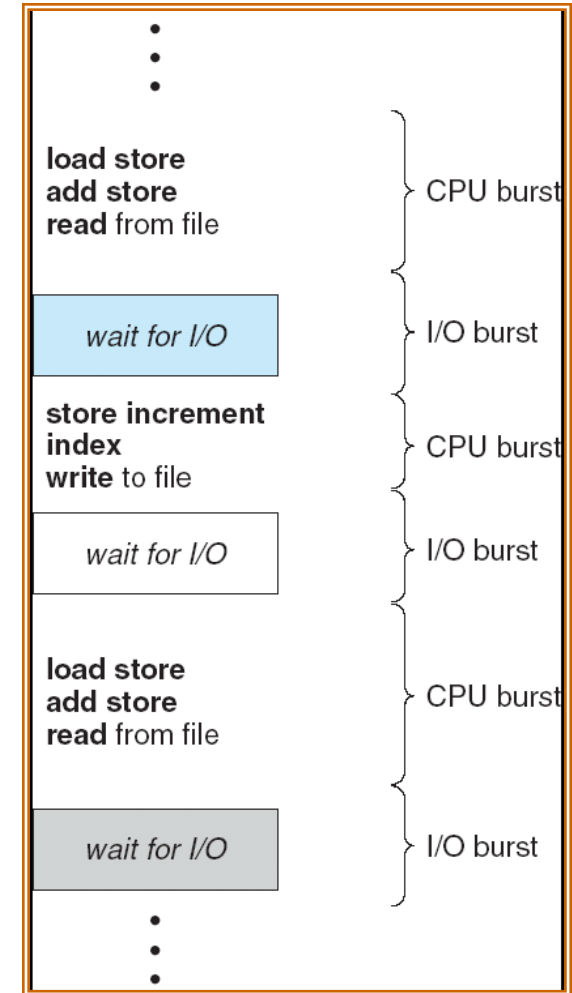 load store
add store
read from file
CPU burst
wait for I/O
I/O burst
store increment
index
write to file
CPU burst
wait for I/O
I/O burst
load store
add store
read from file
CPU burst
wait for I/O
I/O burst